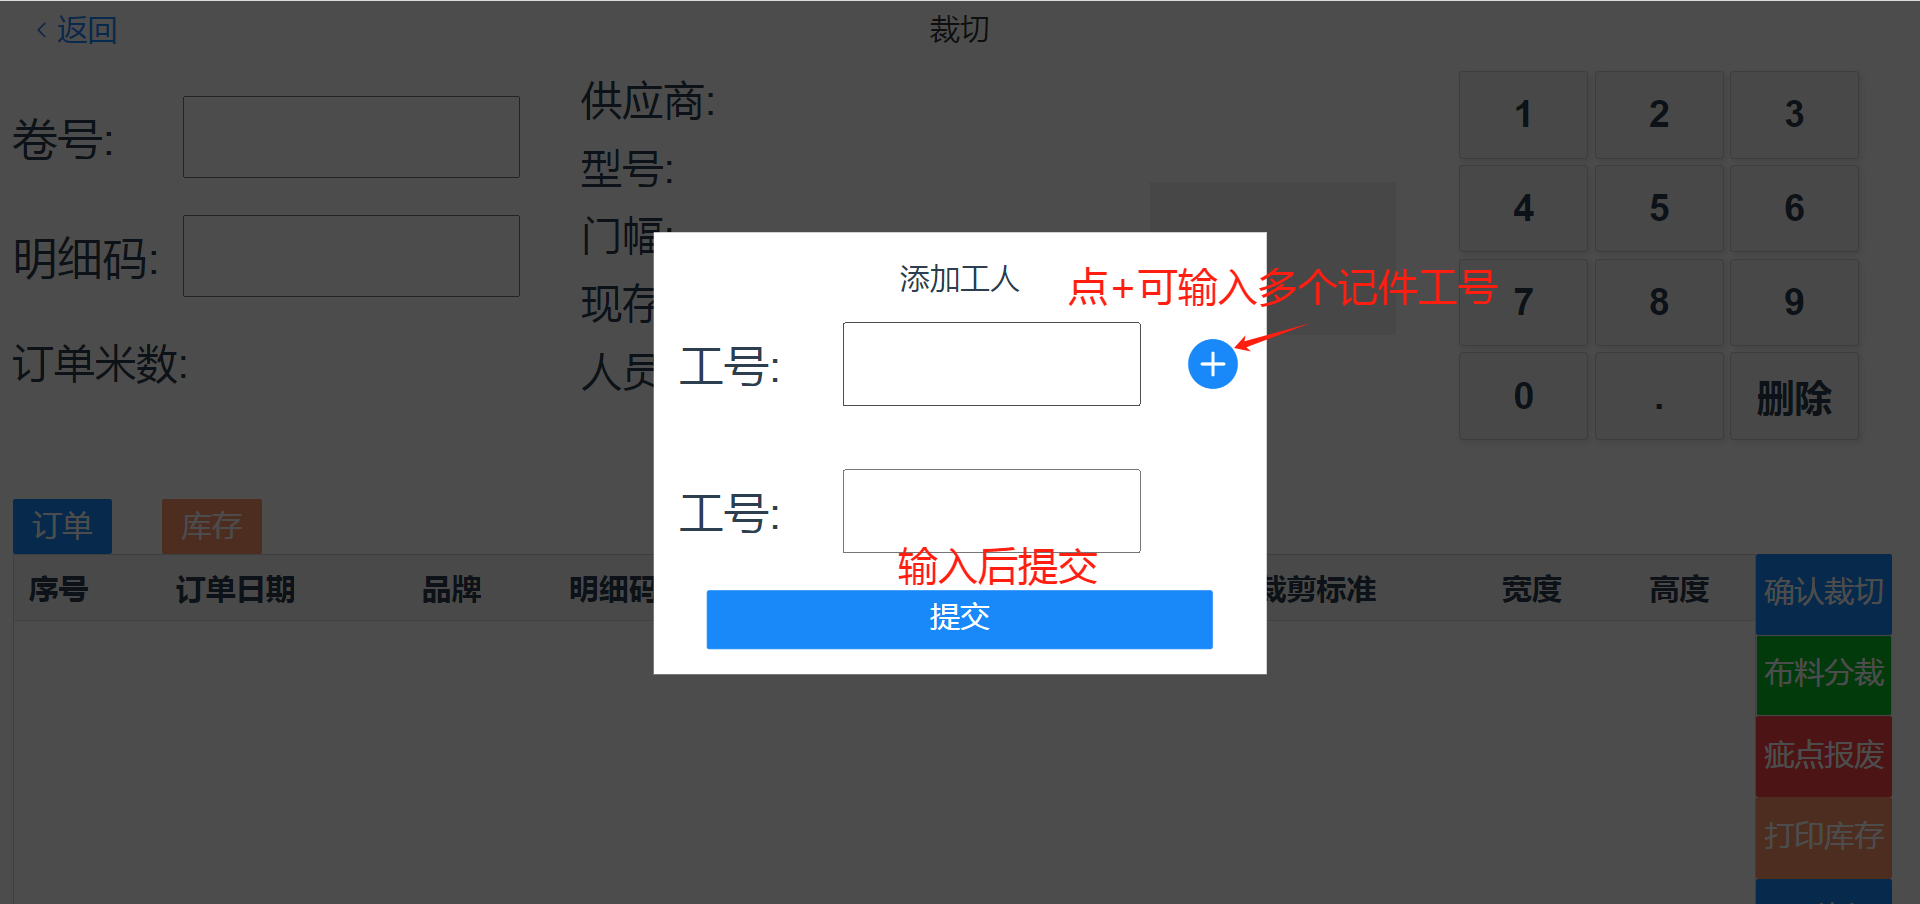 返回
裁切
卷号:
明细码:
订单米数:
供应商:
型号:
门幅:
现存
人员
1 2 3
4 5 6
7 8 9
0 . 删除
添加工人
点+可输入多个记件工号
工号:
工号:
输入后提交
提交
订单 库存
序号 订单日期 品牌 明细码 裁剪标准 宽度 高度
确认裁切
布料分裁
疵点报废
打印库存